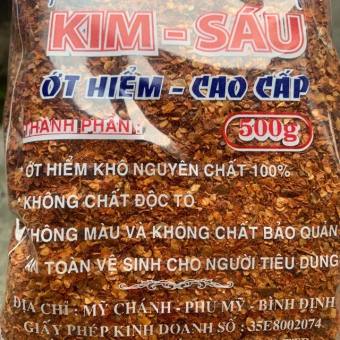 KIM - SÁU
ỚT HIỂM - CAO CẤP
THÀNH PHẦN :
500g
ỚT HIỂM KHÔ NGUYÊN CHẤT 100%
KHÔNG CHẤT ĐỘC TỐ
KHÔNG MÀU VÀ KHÔNG CHẤT BẢO QUẢN
AN TOÀN VỆ SINH CHO NGƯỜI TIÊU DÙNG
ĐỊA CHỈ : MỸ CHÁNH - PHÙ MỸ - BÌNH ĐỊNH
GIẤY PHÉP KINH DOANH SỐ : 35E8002074